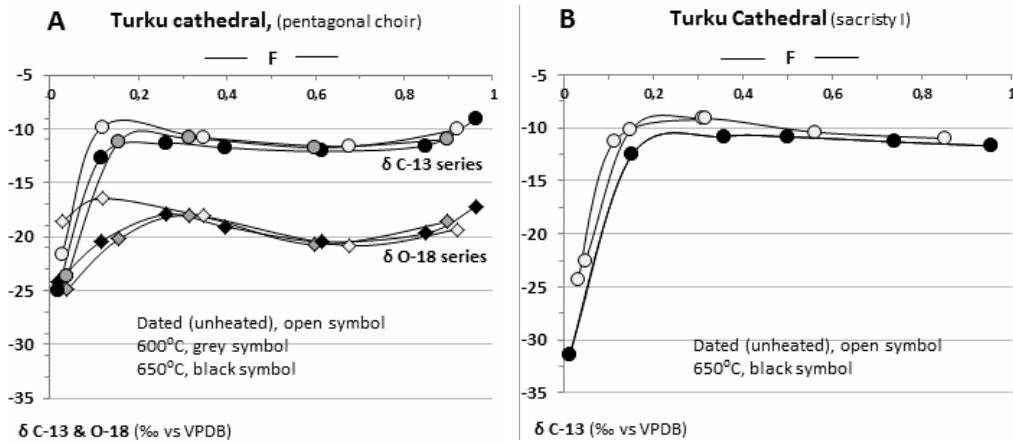 A Turku cathedral, (pentagonal choir)
F
-5
0 0,2 0,4 0,6 0,8 1
-10
-15
δ C-13 series
-20
δ O-18 series
-25
Dated (unheated), open symbol
600⁰C, grey symbol
650⁰C, black symbol
-30
-35
δ C-13 & O-18 (‰ vs VPDB)
B Turku Cathedral (sacristy I)
F
-5
0 0,2 0,4 0,6 0,8 1
-10
-15
-20
-25
-30
Dated (unheated), open symbol
650⁰C, black symbol
-35
δ C-13 (‰ vs VPDB)